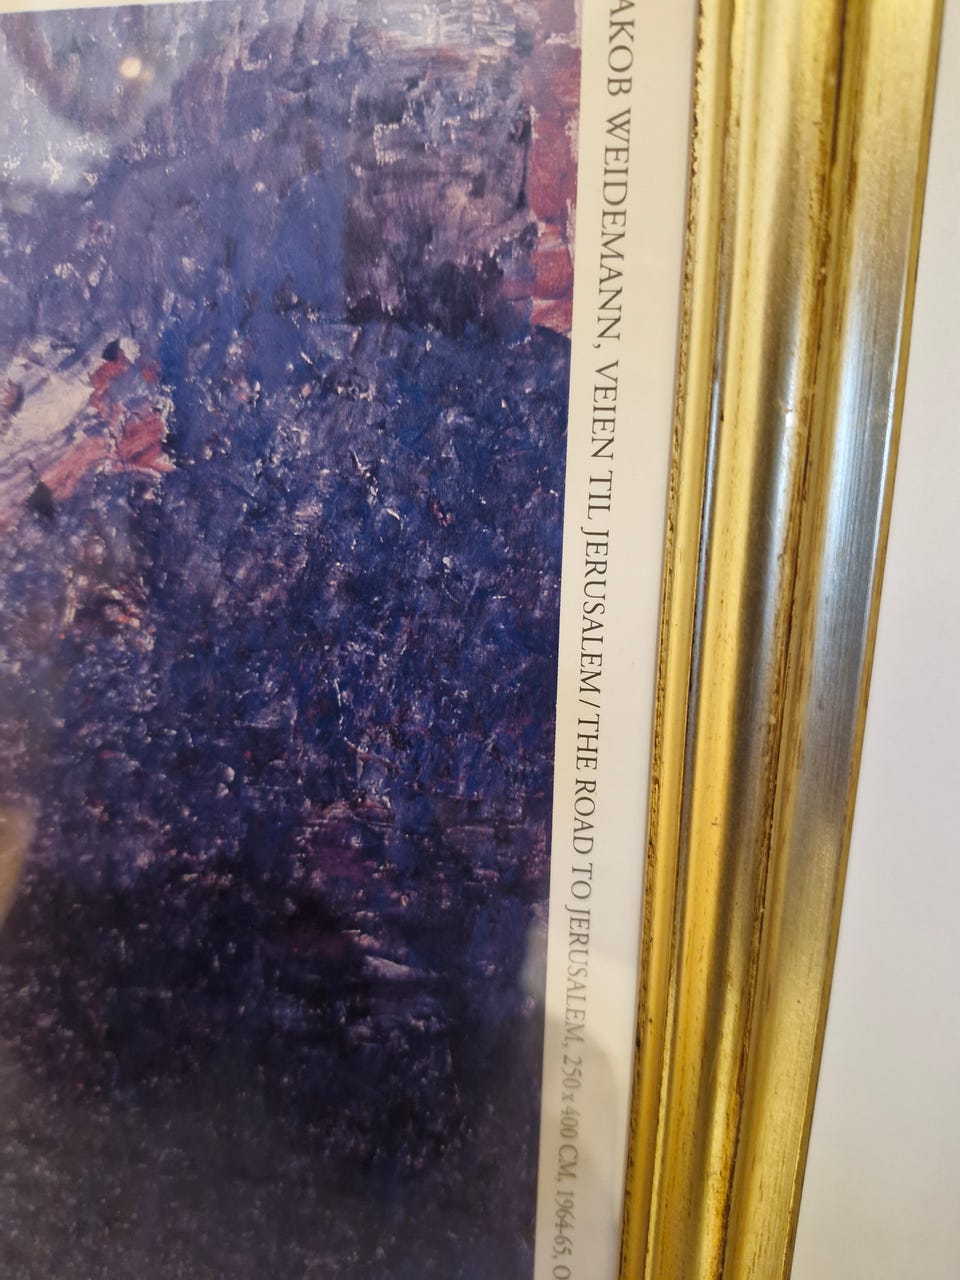 AKOB WEIDEMANN, VEIEN TIL JERUSALEM / THE ROAD TO JERUSALEM, 250 x 400 CM, 1964-65, O